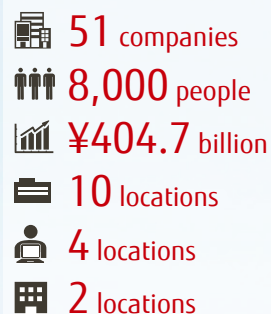 51 companies
8,000 people
¥404.7 billion
10 locations
4 locations
2 locations